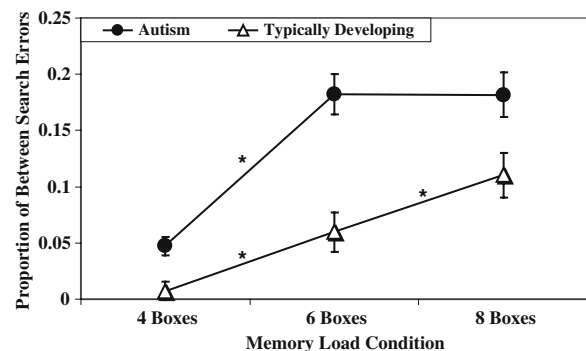 0.25
Autism
Typically Developing
0.2
0.15
0.1
0.05
0
*
*
*
Proportion of Between Search Errors
4 Boxes
6 Boxes
8 Boxes
Memory Load Condition